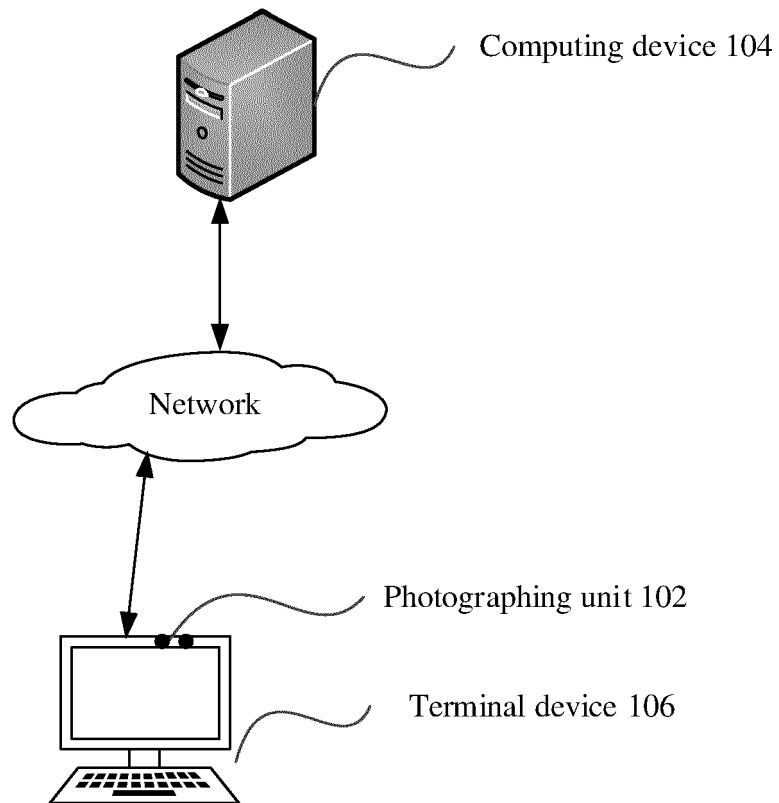 Computing device 104
Network
Photographing unit 102
Terminal device 106